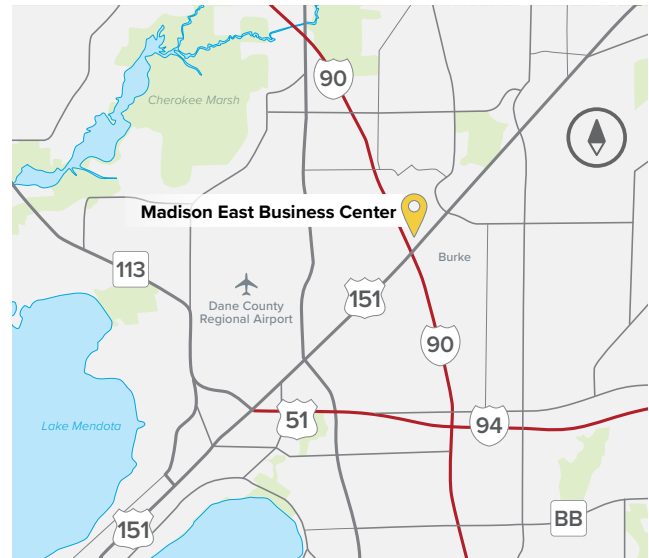 90
Cherokee Marsh
Madison East Business Center
Burke
113
151
Dane County
Regional Airport
90
51
94
Lake Mendota
151
BB